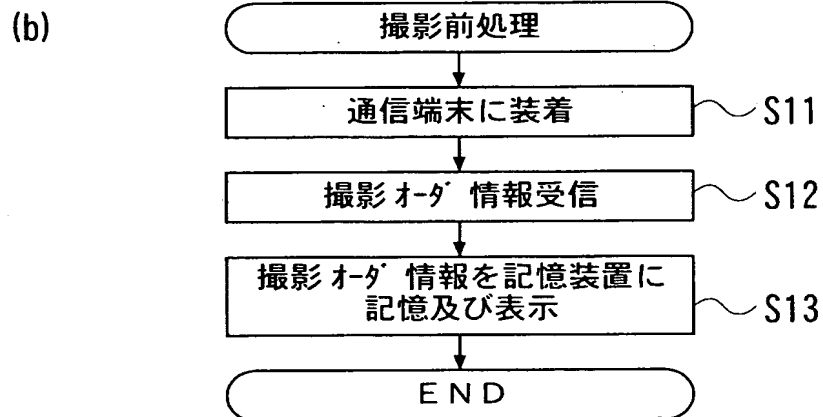 (b)
撮影前処理
通信端末に装着
S11
撮影ｵｰﾀﾞ 情報受信
S12
撮影ｵｰﾀﾞ 情報を記憶装置に
記憶及び表示
S13
END